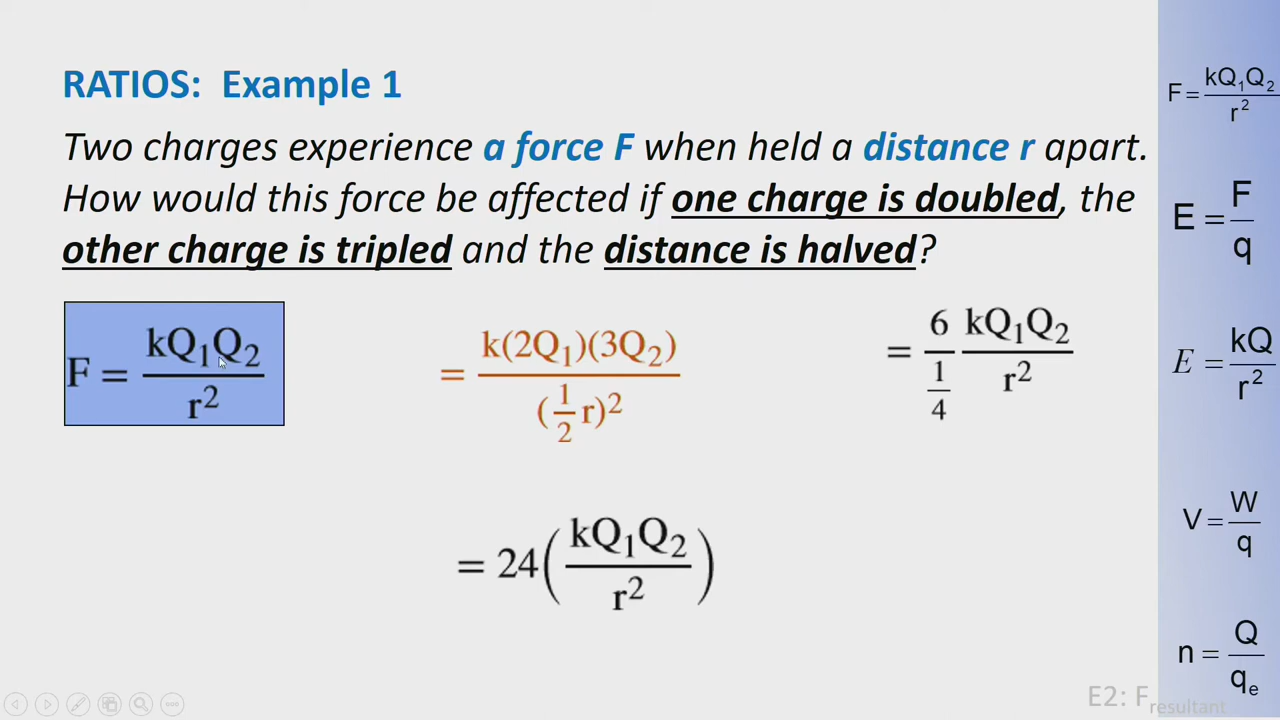 RATIOS: Example 1
Two charges experience a force F when held a distance r apart.
How would this force be affected if one charge is doubled, the
other charge is tripled and the distance is halved?
F = kQ₁Q₂ / r²
= k(2Q₁)(3Q₂) / (½r)²
= 6 / ¼ kQ₁Q₂ / r²
= 24(kQ₁Q₂ / r²)
F = kQ₁Q₂ / r²
E = F / q
E = kQ / r²
V = W / q
n = Q / qₑ
E2: F resultant